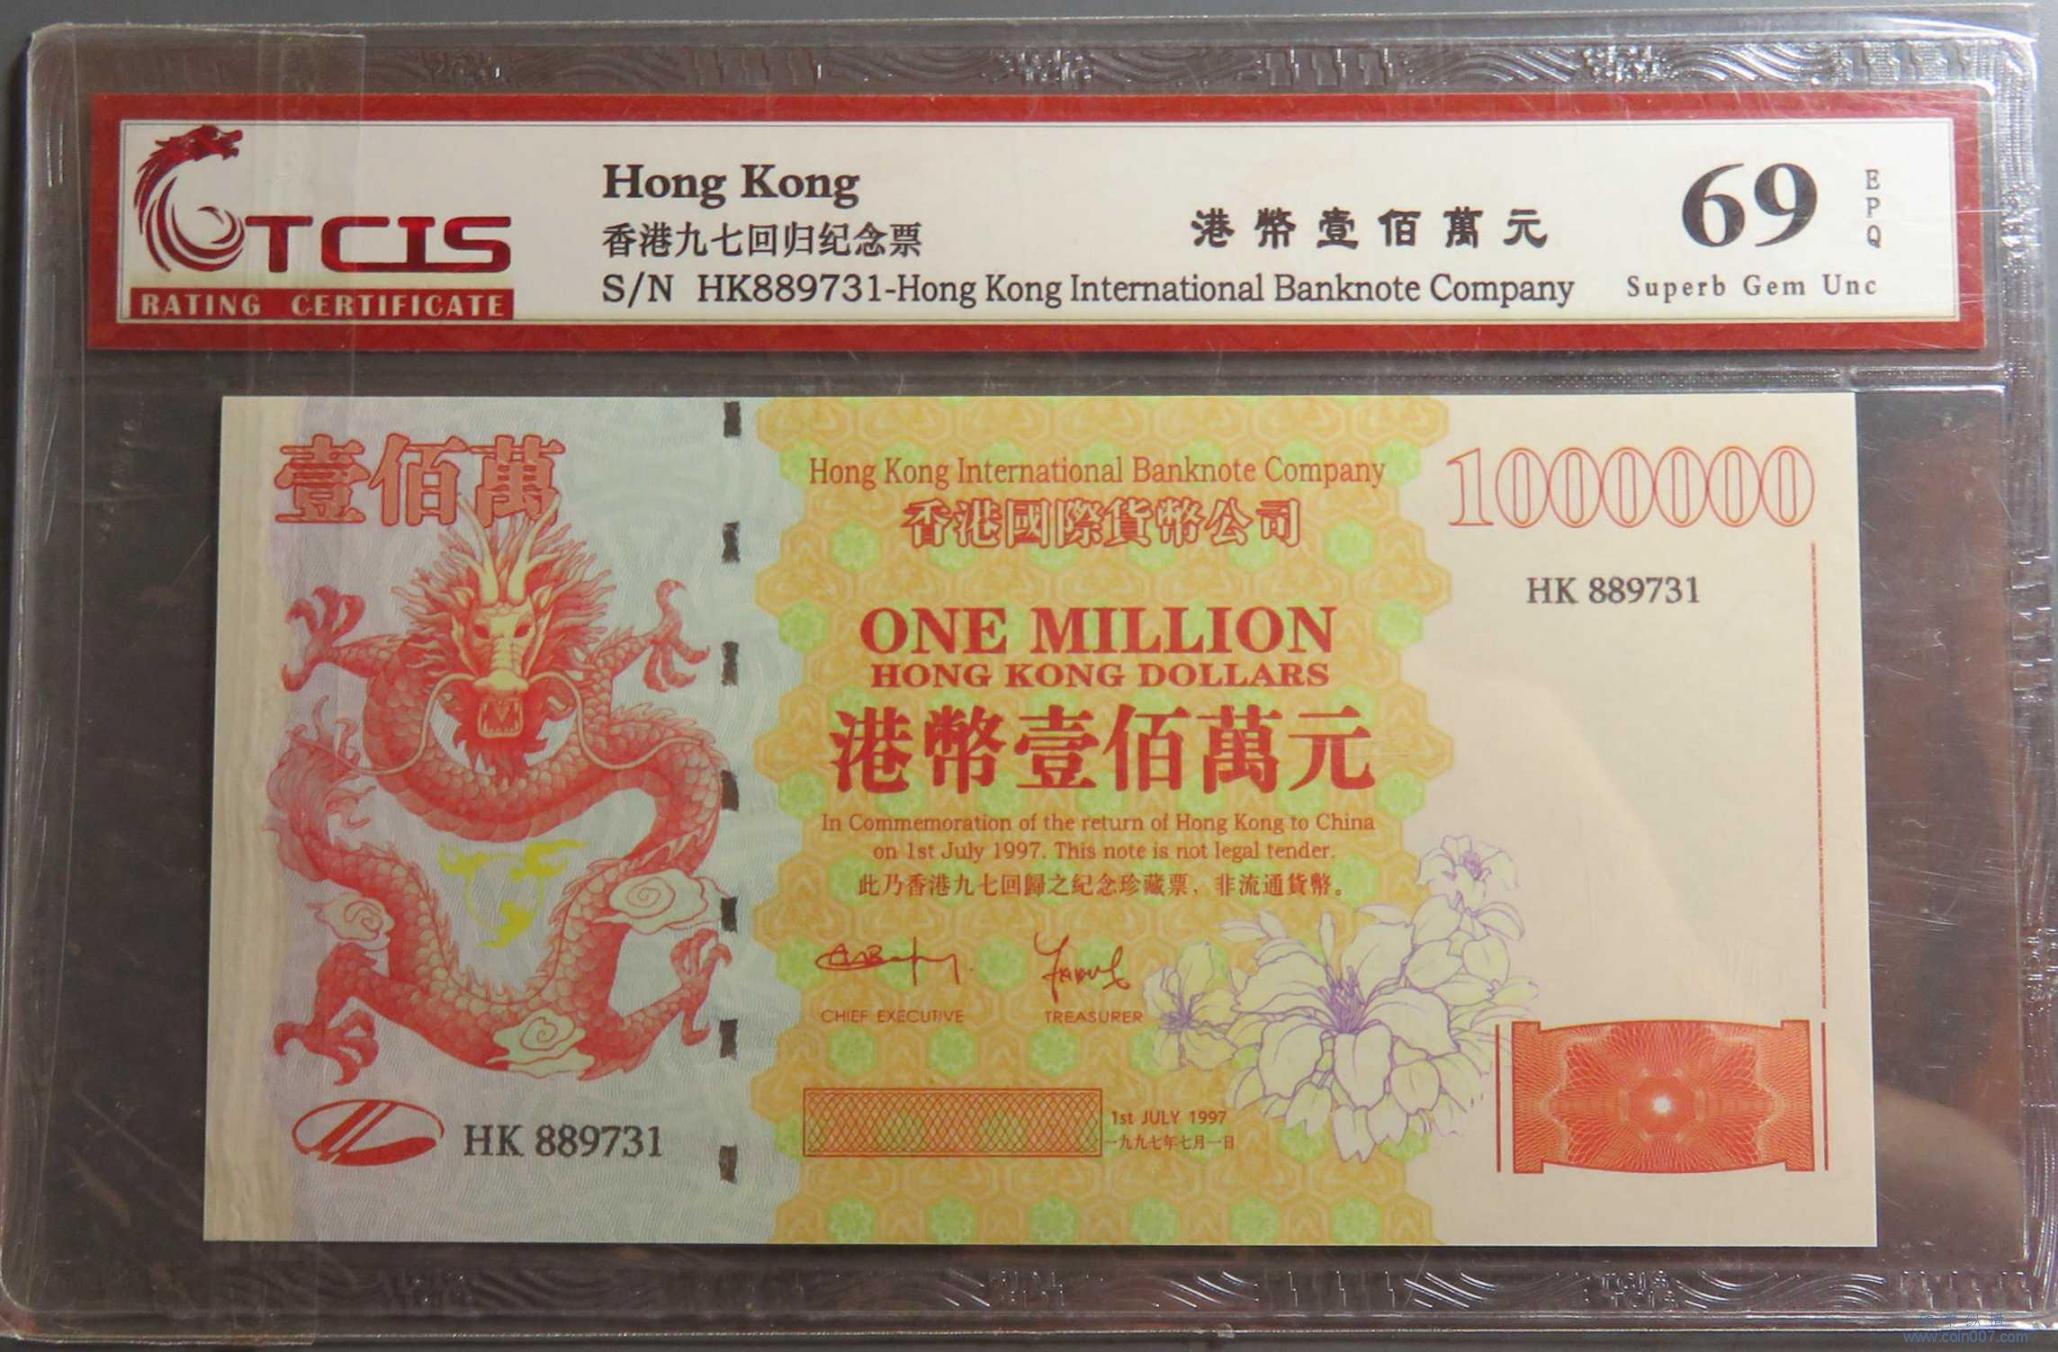 TCIS
RATING CERTIFICATE
Hong Kong
香港九七回归纪念票
港幣壹佰萬元
S/N HK889731-Hong Kong International Banknote Company
69
EPQ
Superb Gem Unc
壹佰萬
Hong Kong International Banknote Company
香港國際貨幣公司
1000000
HK 889731
ONE MILLION
HONG KONG DOLLARS
港幣壹佰萬元
In Commemoration of the return of Hong Kong to China
on 1st July 1997. This note is not legal tender.
此乃香港九七回歸之紀念珍藏票，非流通貨幣。
CHIEF EXECUTIVE
TREASURER
HK 889731
1st JULY 1997
一九九七年七月一日
www.coin007.com